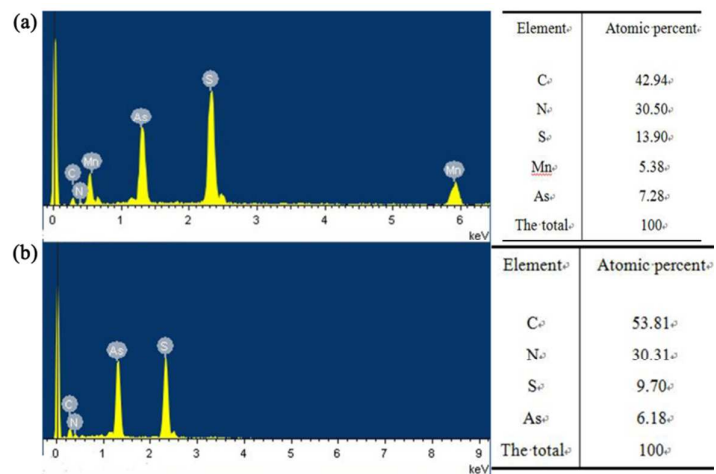 (a)
S
As
Mn
C
N
Mn
0 1 2 3 4 5 6
keV
Element Atomic percent
C 42.94
N 30.50
S 13.90
Mn 5.38
As 7.28
The total 100
(b)
As
S
C
N
0 1 2 3 4 5 6 7 8 9
keV
Element Atomic percent
C 53.81
N 30.31
S 9.70
As 6.18
The total 100